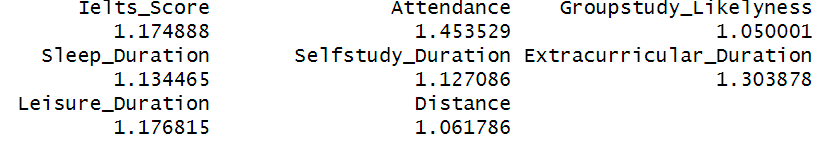 Ielts_Score Attendance Groupstudy_Likelyness
1.174888 1.453529 1.050001
Sleep_Duration Selfstudy_Duration Extracurricular_Duration
1.134465 1.127086 1.303878
Leisure_Duration Distance
1.176815 1.061786